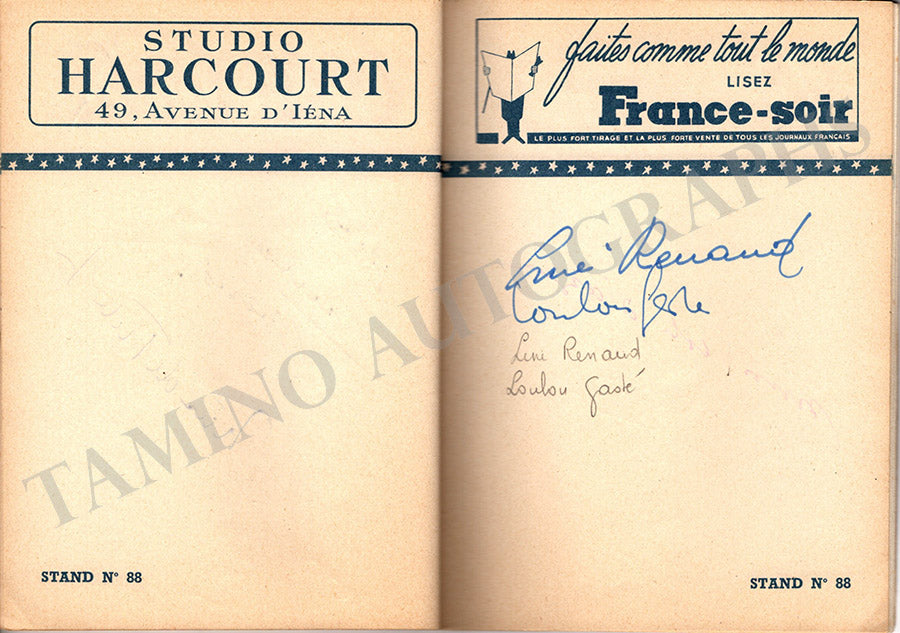 STUDIO
HARCOURT
49, AVENUE D'IÉNA
STAND N° 88
faites comme tout le monde
LISEZ
France-soir
LE PLUS FORT TIRAGE ET LA PLUS FORTE VENTE DE TOUS LES JOURNAUX FRANÇAIS
Line Renaud
Loulou Gasté
Line Renaud
Loulou Gasté
STAND N° 88
TAMINO AUTOGRAPHS